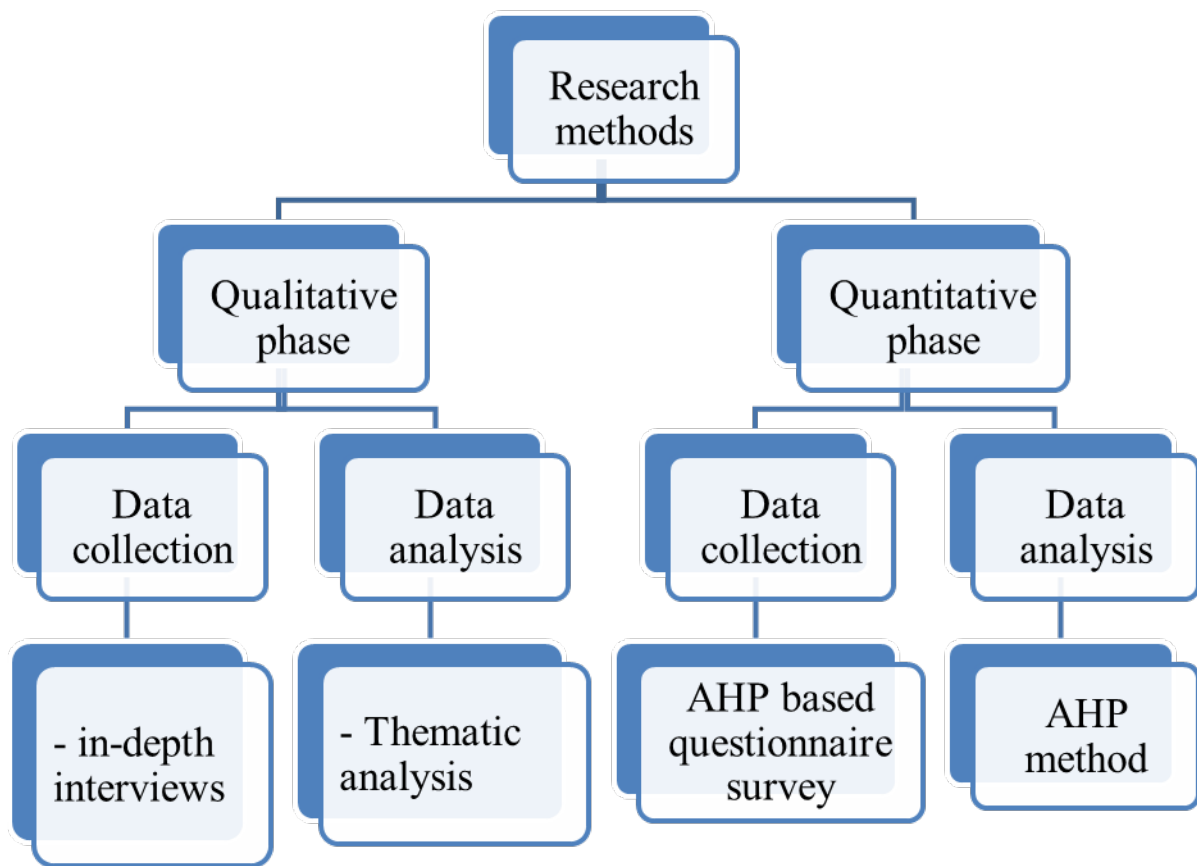 Research
methods
Qualitative
phase
Quantitative
phase
Data
collection
Data
analysis
Data
collection
Data
analysis
- in-depth
interviews
- Thematic
analysis
AHP based
questionnaire
survey
AHP
method